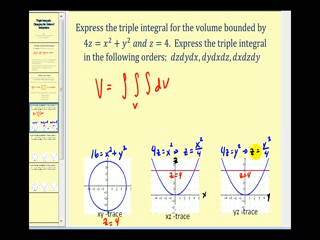 Express the triple integral for the volume bounded by
4z = x² + y² and z = 4. Express the triple integral
in the following orders: dzdydx, dydxdz, dxdzdy
V = ∭ dV
V
16 = x² + y²
4z = x² → z = x²/4
4z = y² → z = y²/4
z
z=4
z=4
x
y
xy -trace
xz -trace
yz -trace
z = 4